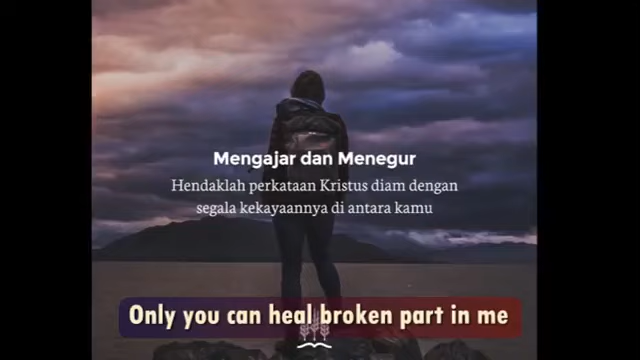 Mengajar dan Menegur
Hendaklah perkataan Kristus diam dengan
segala kekayaannya di antara kamu
Only you can heal broken part in me